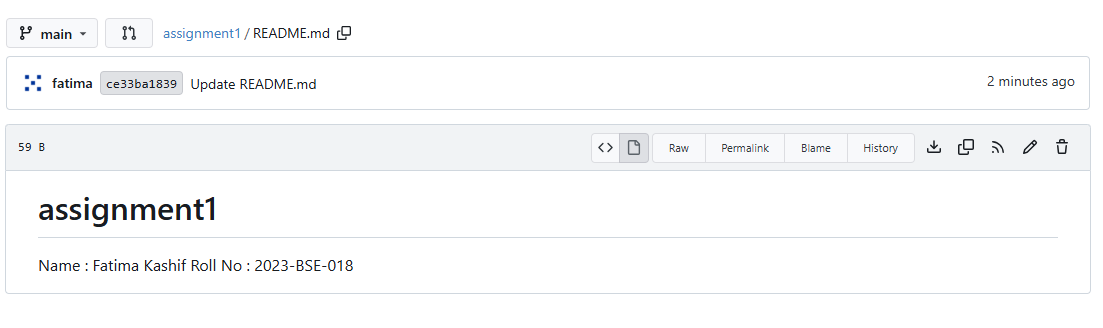 main
assignment1 / README.md
fatima ce33ba1839 Update README.md 2 minutes ago
59 B Raw Permalink Blame History
assignment1
Name : Fatima Kashif Roll No : 2023-BSE-018